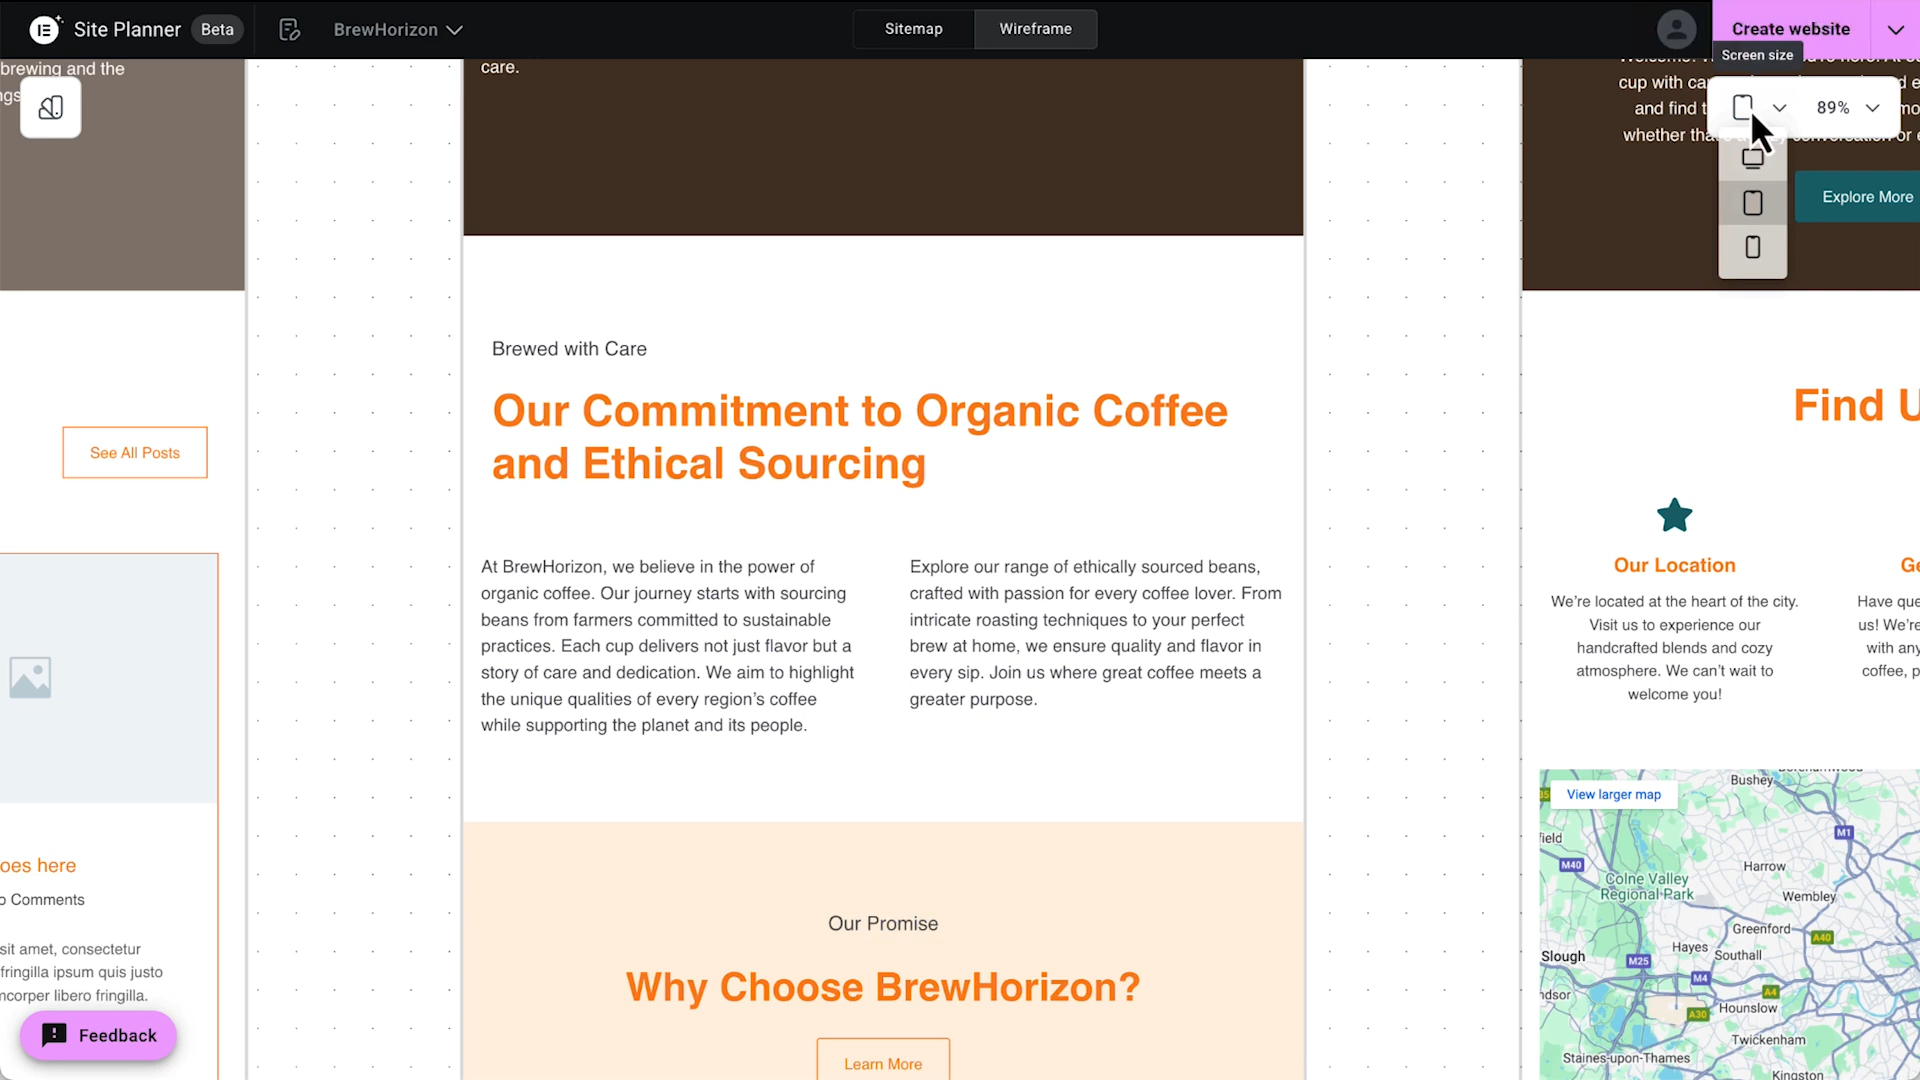 Site Planner
Beta
BrewHorizon
Sitemap
Wireframe
Create website
Screen size
89%
brewing and the
ngs
See All Posts
oes here
o Comments
sit amet, consectetur
fringilla ipsum quis justo
mcorper libero fringilla.
Feedback
care.
Brewed with Care
Our Commitment to Organic Coffee
and Ethical Sourcing
At BrewHorizon, we believe in the power of
organic coffee. Our journey starts with sourcing
beans from farmers committed to sustainable
practices. Each cup delivers not just flavor but a
story of care and dedication. We aim to highlight
the unique qualities of every region's coffee
while supporting the planet and its people.
Explore our range of ethically sourced beans,
crafted with passion for every coffee lover. From
intricate roasting techniques to your perfect
brew at home, we ensure quality and flavor in
every sip. Join us where great coffee meets a
greater purpose.
Our Promise
Why Choose BrewHorizon?
Learn More
cup with ca
and find t
whether tha
Explore More
Find U
Our Location
We're located at the heart of the city.
Visit us to experience our
handcrafted blends and cozy
atmosphere. We can't wait to
welcome you!
Ge
Have que
us! We're
with any
coffee, p
View larger map
Bushey
M1
M40
Harrow
Colne Valley
Regional Park
Wembley
Greenford
A40
Hayes
Southall
Slough
M25
M4
A4
ndsor
A30
Hounslow
Twickenham
Staines-upon-Thames
Kingston